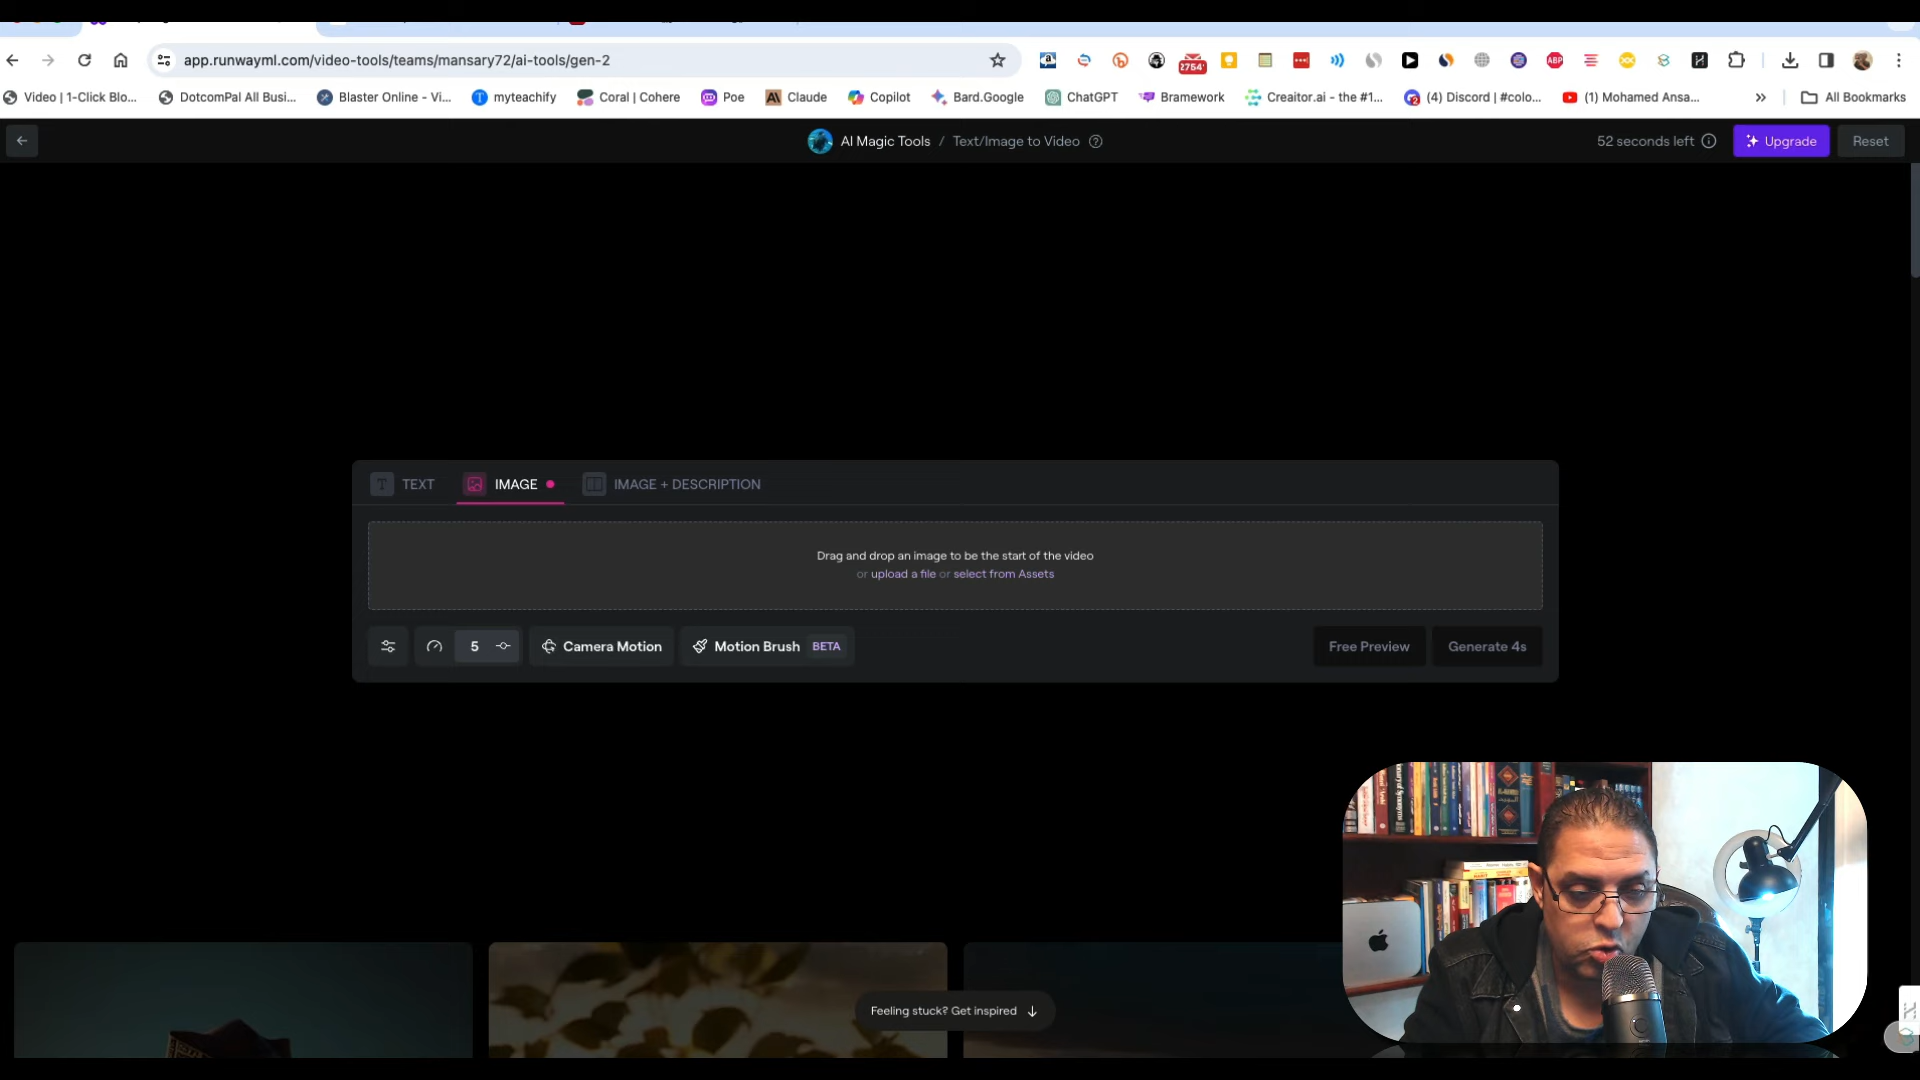 app.runwayml.com/video-tools/teams/mansary72/ai-tools/gen-2
2754
ABP
Video | 1-Click Blo...
DotcomPal All Busi...
Blaster Online - Vi...
myteachify
Coral | Cohere
Poe
Claude
Copilot
Bard.Google
ChatGPT
Bramework
Creaitor.ai - the #1...
(4) Discord | #colo...
(1) Mohamed Ansa...
All Bookmarks
AI Magic Tools / Text/Image to Video
52 seconds left
Upgrade
Reset
TEXT
IMAGE
IMAGE + DESCRIPTION
Drag and drop an image to be the start of the video
or upload a file or select from Assets
5
Camera Motion
Motion Brush BETA
Free Preview
Generate 4s
Feeling stuck? Get inspired